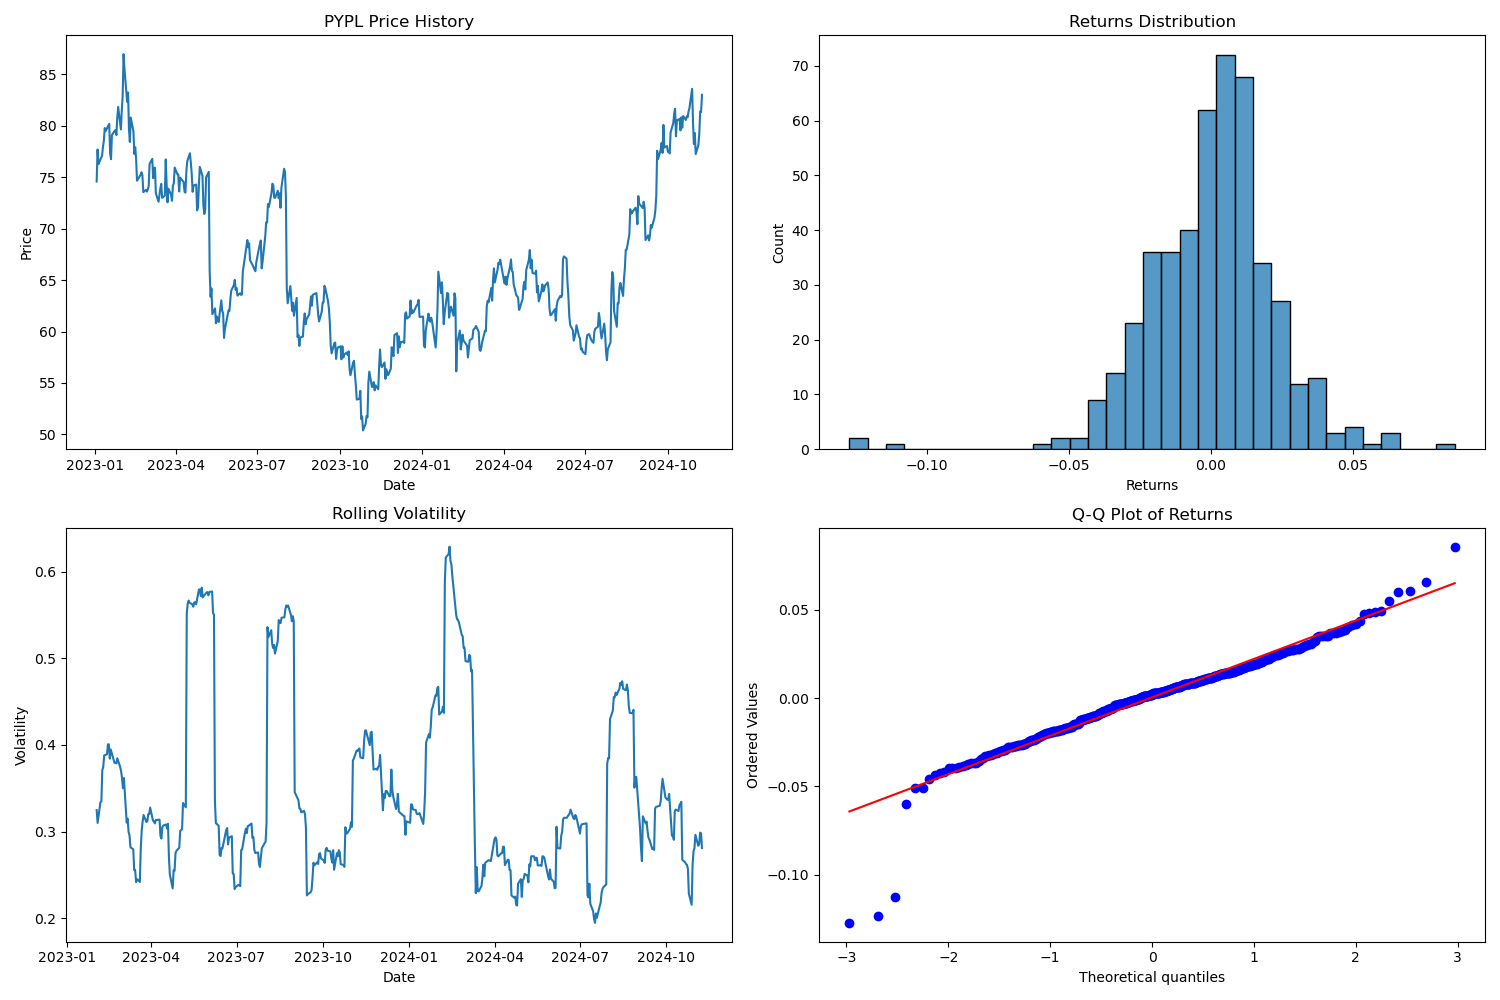 PYPL Price History
Price
85
80
75
70
65
60
55
50
2023-01 2023-04 2023-07 2023-10 2024-01 2024-04 2024-07 2024-10
Date
Returns Distribution
Count
70
60
50
40
30
20
10
0
−0.10 −0.05 0.00 0.05
Returns
Rolling Volatility
Volatility
0.6
0.5
0.4
0.3
0.2
2023-01 2023-04 2023-07 2023-10 2024-01 2024-04 2024-07 2024-10
Date
Q-Q Plot of Returns
Ordered Values
0.05
0.00
−0.05
−0.10
−3 −2 −1 0 1 2 3
Theoretical quantiles